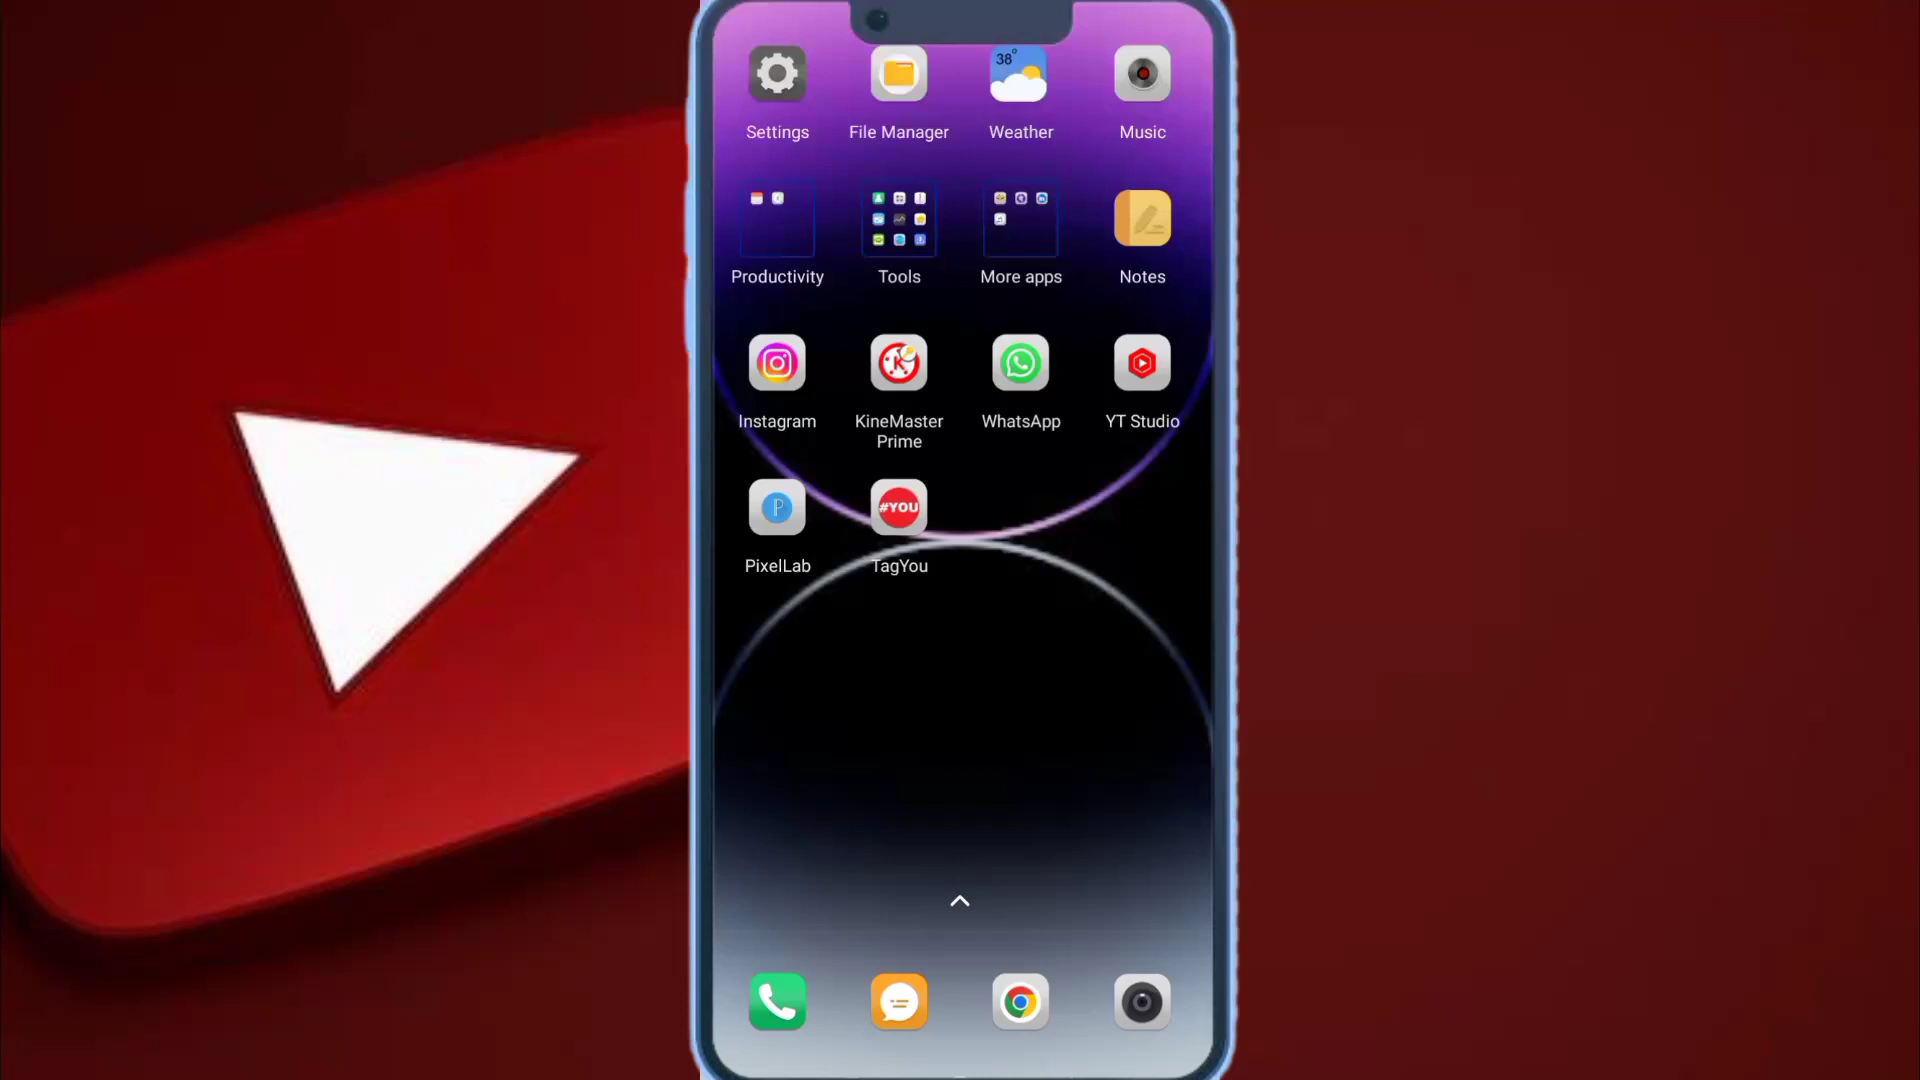 38°
Settings
File Manager
Weather
Music
Productivity
Tools
More apps
Notes
K
Instagram
KineMaster
Prime
WhatsApp
YT Studio
P
#YOU
PixelLab
TagYou